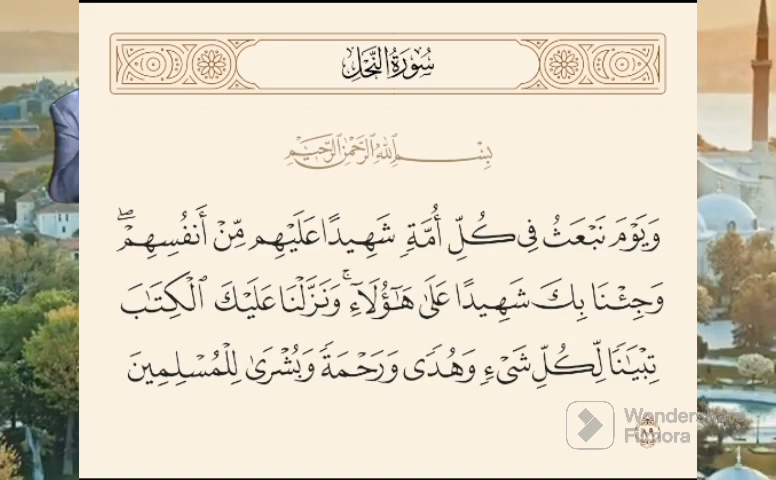 سُورَةُ النَّحْلِ
بِسْمِ ٱللَّهِ ٱلرَّحْمَٰنِ ٱلرَّحِيمِ
وَيَوْمَ نَبْعَثُ فِى كُلِّ أُمَّةٍ شَهِيدًا عَلَيْهِم مِّنْ أَنفُسِهِمْ ۖ
وَجِئْنَا بِكَ شَهِيدًا عَلَىٰ هَٰٓؤُلَآءِ ۚ وَنَزَّلْنَا عَلَيْكَ ٱلْكِتَٰبَ
تِبْيَٰنًا لِّكُلِّ شَىْءٍ وَهُدًى وَرَحْمَةً وَبُشْرَىٰ لِلْمُسْلِمِينَ
Wondershare
Filmora